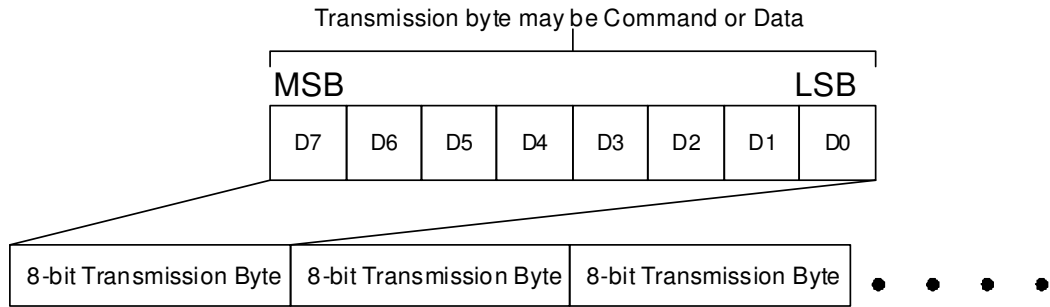 Transmission byte may be Command or Data
MSB LSB
D7 D6 D5 D4 D3 D2 D1 D0
8-bit Transmission Byte 8-bit Transmission Byte 8-bit Transmission Byte